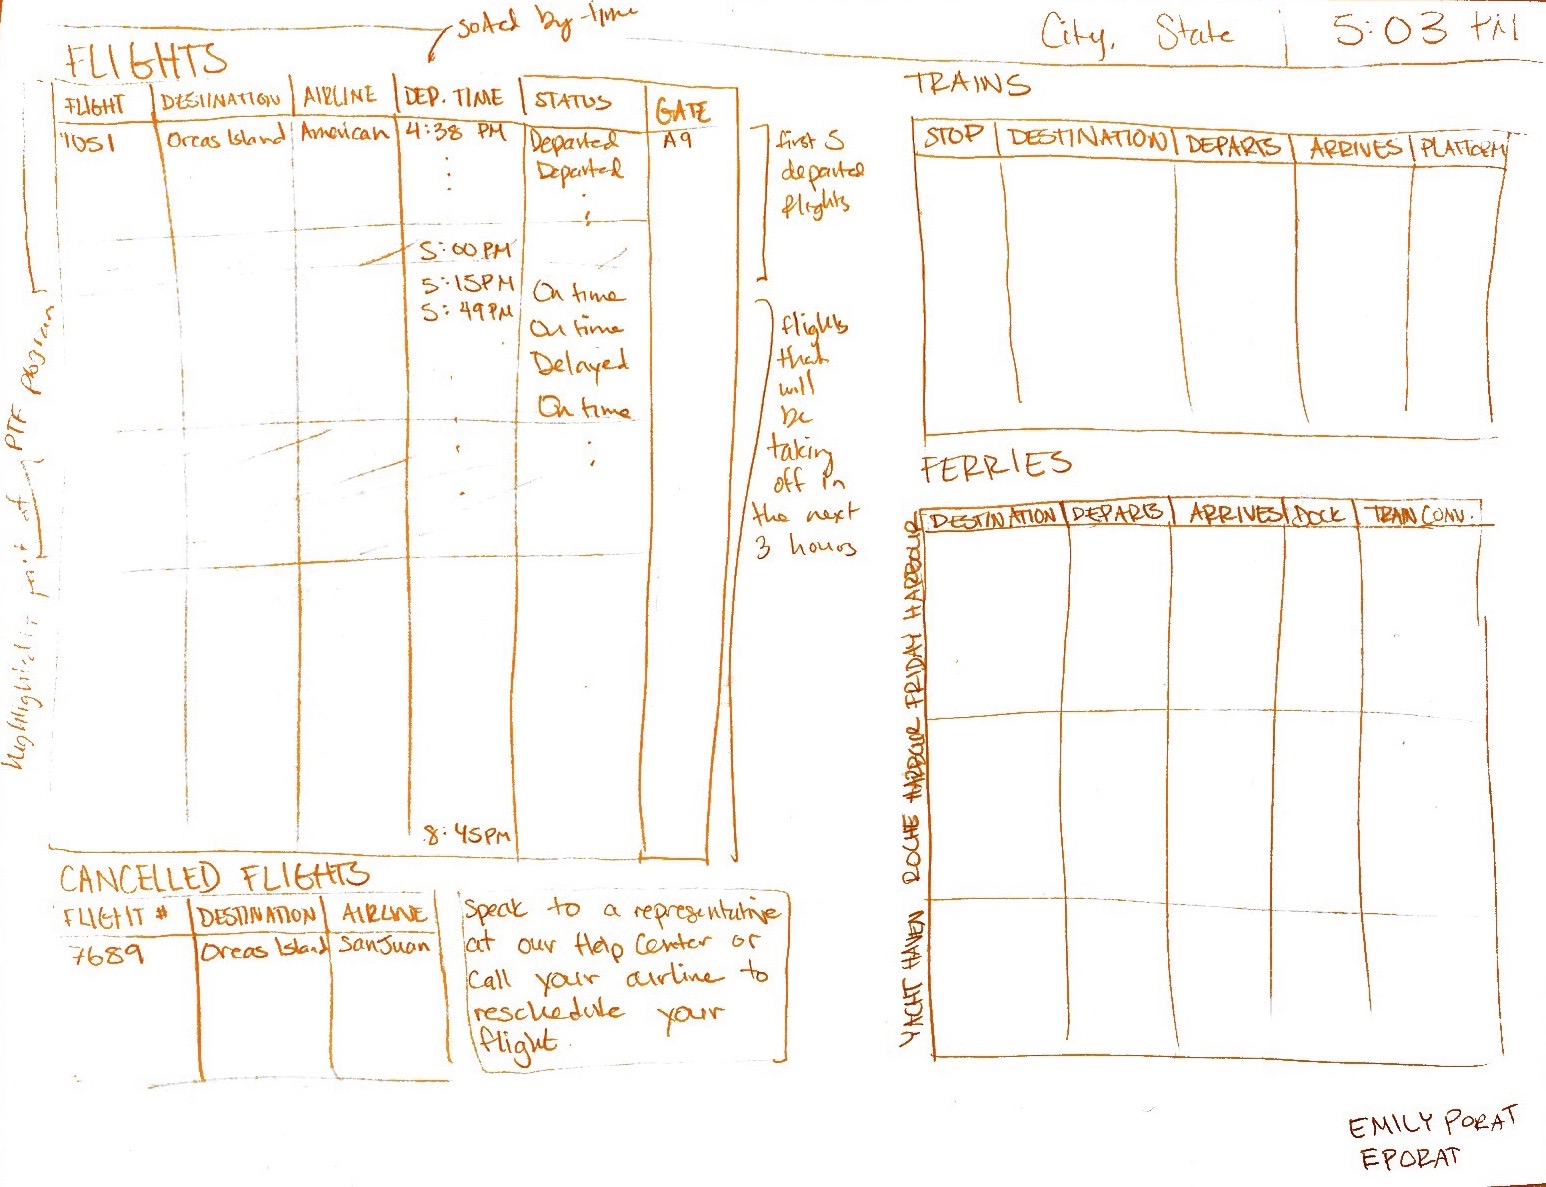 sorted by time
City, State 5:03 PM
FLIGHTS
FLIGHT DESTINATION AIRLINE DEP. TIME STATUS GATE
1051 Orcas Island American 4:38 PM Departed A9
Departed
5:00 PM
5:15PM On time
5:49PM On time
Delayed
On time
8:45PM
first 5
departed
flights
flights
that
will
be
taking
off in
the next
3 hours
Highlighted part of PTF program
CANCELLED FLIGHTS
FLIGHT # DESTINATION AIRLINE
7689 Orcas Island San Juan
Speak to a representative
at our Help Center or
call your airline to
reschedule your
flight.
TRAINS
STOP DESTINATION DEPARTS ARRIVES PLATFORM
FERRIES
DESTINATION DEPARTS ARRIVES DOCK TRAIN CONN.
FRIDAY HARBOUR
ROCHE HARBOUR
YACHT HAVEN
EMILY PORAT
EPORAT